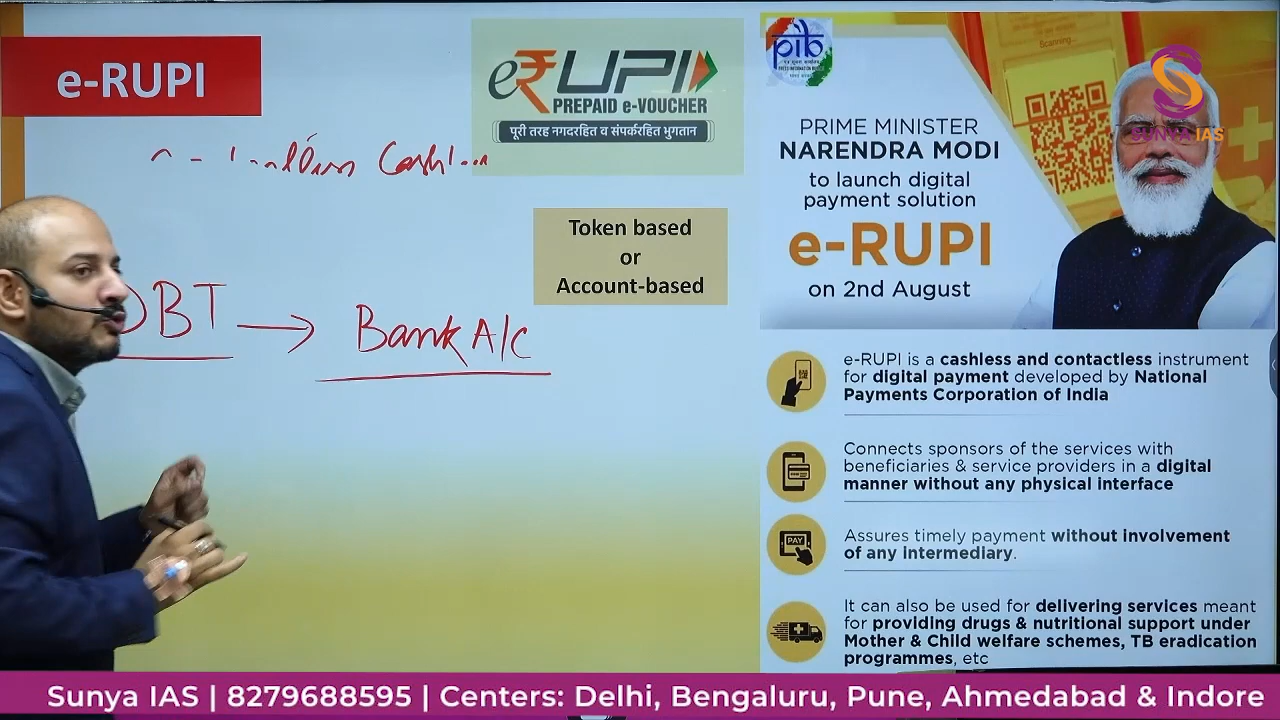 e-RUPI
e₹UPI
PREPAID e-VOUCHER
पूरी तरह नगदरहित व संपर्करहित भुगतान
Cashless
Token based
or
Account-based
DBT → Bank A/c
pib
Scanning...
SUNYA IAS
PRIME MINISTER
NARENDRA MODI
to launch digital
payment solution
e-RUPI
on 2nd August
e-RUPI is a cashless and contactless instrument
for digital payment developed by National
Payments Corporation of India
Connects sponsors of the services with
beneficiaries & service providers in a digital
manner without any physical interface
PAY
Assures timely payment without involvement
of any intermediary.
It can also be used for delivering services meant
for providing drugs & nutritional support under
Mother & Child welfare schemes, TB eradication
programmes, etc
Sunya IAS | 8279688595 | Centers: Delhi, Bengaluru, Pune, Ahmedabad & Indore